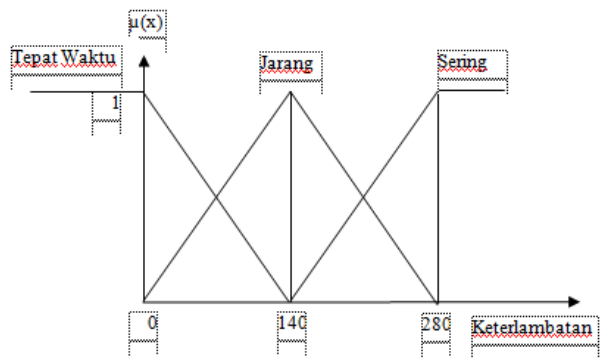 μ(x)
Tepat Waktu
Jarang
Sering
1
0
140
280
Keterlambatan